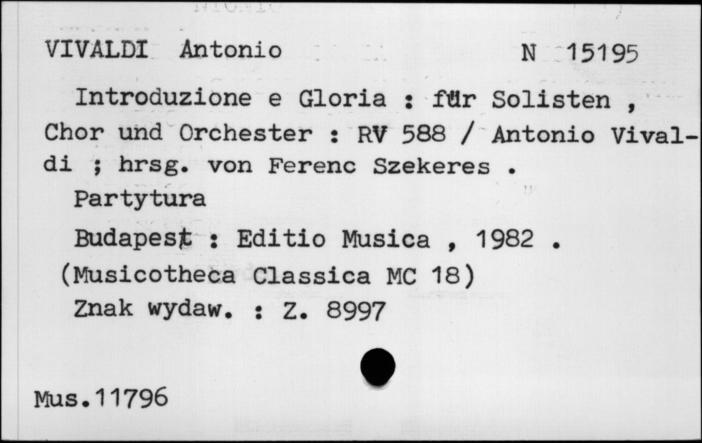 VIVALDI Antonio N 15195
Introduzione e Gloria : für Solisten ,
Chor und Orchester : RV 588 / Antonio Vival-
di ; hrsg. von Ferenc Szekeres .
Partytura
Budapest : Editio Musica , 1982 .
(Musicotheca Classica MC 18)
Znak wydaw. : Z. 8997
Mus.11796